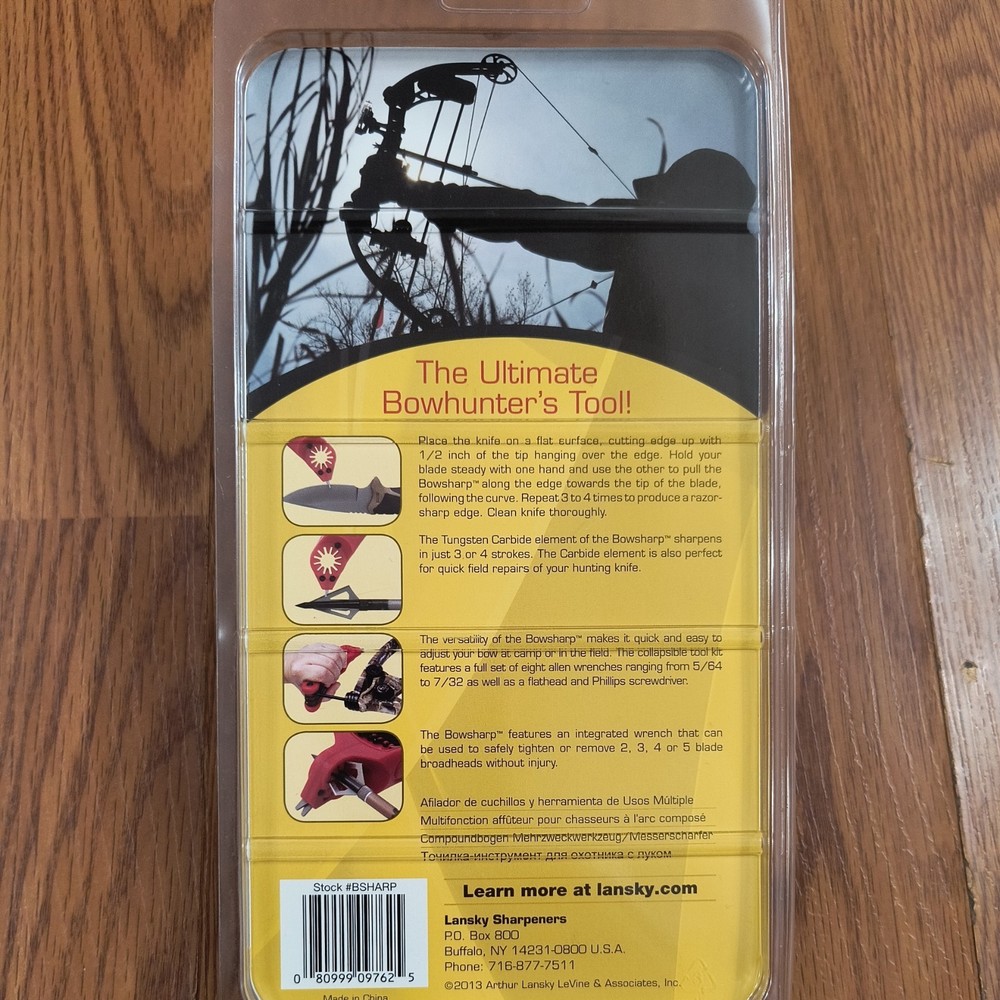 The Ultimate
Bowhunter's Tool!
Place the knife on a flat surface, cutting edge up with
1/2 inch of the tip hanging over the edge. Hold your
blade steady with one hand and use the other to pull the
Bowsharp™ along the edge towards the tip of the blade,
following the curve. Repeat 3 to 4 times to produce a razor-
sharp edge. Clean knife thoroughly.
The Tungsten Carbide element of the Bowsharp™ sharpens
in just 3 or 4 strokes. The Carbide element is also perfect
for quick field repairs of your hunting knife.
The versatility of the Bowsharp™ makes it quick and easy to
adjust your bow at camp or in the field. The collapsible tool kit
features a full set of eight allen wrenches ranging from 5/64
to 7/32 as well as a flathead and Phillips screwdriver.
The Bowsharp™ features an integrated wrench that can
be used to safely tighten or remove 2, 3, 4 or 5 blade
broadheads without injury.
Afilador de cuchillos y herramienta de Usos Múltiple
Multifonction affûteur pour chasseurs à l'arc composé
Compoundbogen Mehrzweckwerkzeug/Messerscharfer
Точилка-инструмент для охотника с луком
Stock #BSHARP
0 80999 09762 5
Made in China
Learn more at lansky.com
Lansky Sharpeners
P.O. Box 800
Buffalo, NY 14231-0800 U.S.A.
Phone: 716-877-7511
©2013 Arthur Lansky LeVine & Associates, Inc.